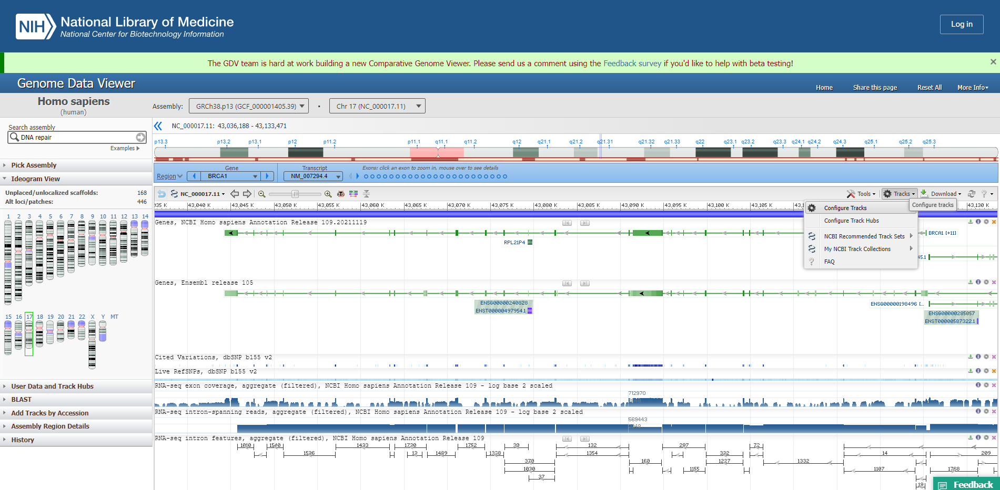 NIH National Library of Medicine
National Center for Biotechnology Information
Log in
The GDV team is hard at work building a new Comparative Genome Viewer. Please send us a comment using the Feedback survey if you'd like to help with beta testing!
Genome Data Viewer
Home Share this page Reset All More Info
Homo sapiens
(human)
Assembly: GRCh38.p13 (GCF_000001405.39) Chr 17 (NC_000017.11)
Search assembly
DNA repair
Examples
Pick Assembly
Ideogram View
Unplaced/unlocalized scaffolds: 168
Alt loci/patches: 446
1 2 3 4 5 6 7 8 9 10 11 12 13 14
15 16 17 18 19 20 21 22 X Y MT
User Data and Track Hubs
BLAST
Add Tracks by Accession
Assembly Region Details
History
NC_000017.11: 43,036,188 - 43,133,471
p13.3 p13.2 p13.1 p12 p11.2 p11.1 q11.1 q11.2 q12 q21.1 q21.2 q21.31 q21.32 q21.33 q22 q23.1 q23.2 q23.3 q24.1 q24.2 q24.3 q25.1 q25.2 q25.3
Gene Transcript Exons: click an exon to zoom in, mouse over to see details
Region BRCA1 NM_007294.4
NC_000017.11 Tools Tracks Download ?
035 K 43,040 K 43,045 K 43,050 K 43,055 K 43,060 K 43,065 K 43,070 K 43,075 K 43,080 K 43,085 K 43,090 K 43,095 K 43,100 K 43,105 K 43,1 43,130 K
Configure tracks
Configure Tracks
Configure Track Hubs
NCBI Recommended Track Sets
My NCBI Track Collections
? FAQ
Genes, NCBI Homo sapiens Annotation Release 109.20211119
BRCA1 [+11]
RPL21P4
45.1
Genes, Ensembl release 105
ENSG00000240828
ENST00000497954.1
ENSG00000198496 [...
ENSG00000285057
ENST00000587322.1
Cited Variations, dbSNP b155 v2
Live RefSNPs, dbSNP b155 v2
RNA-seq exon coverage, aggregate (filtered), NCBI Homo sapiens Annotation Release 109 - log base 2 scaled
712970
RNA-seq intron-spanning reads, aggregate (filtered), NCBI Homo sapiens Annotation Release 109 - log base 2 scaled
569443
2048
RNA-seq intron features, aggregate (filtered), NCBI Homo sapiens Annotation Release 109
1010 1540 1433 1730 1752 30 132 297 72
1536 13 1489 1338 1354 332 14 209
379 160 1227 1332
1030 1155 1107 1768
37
19
Feedback